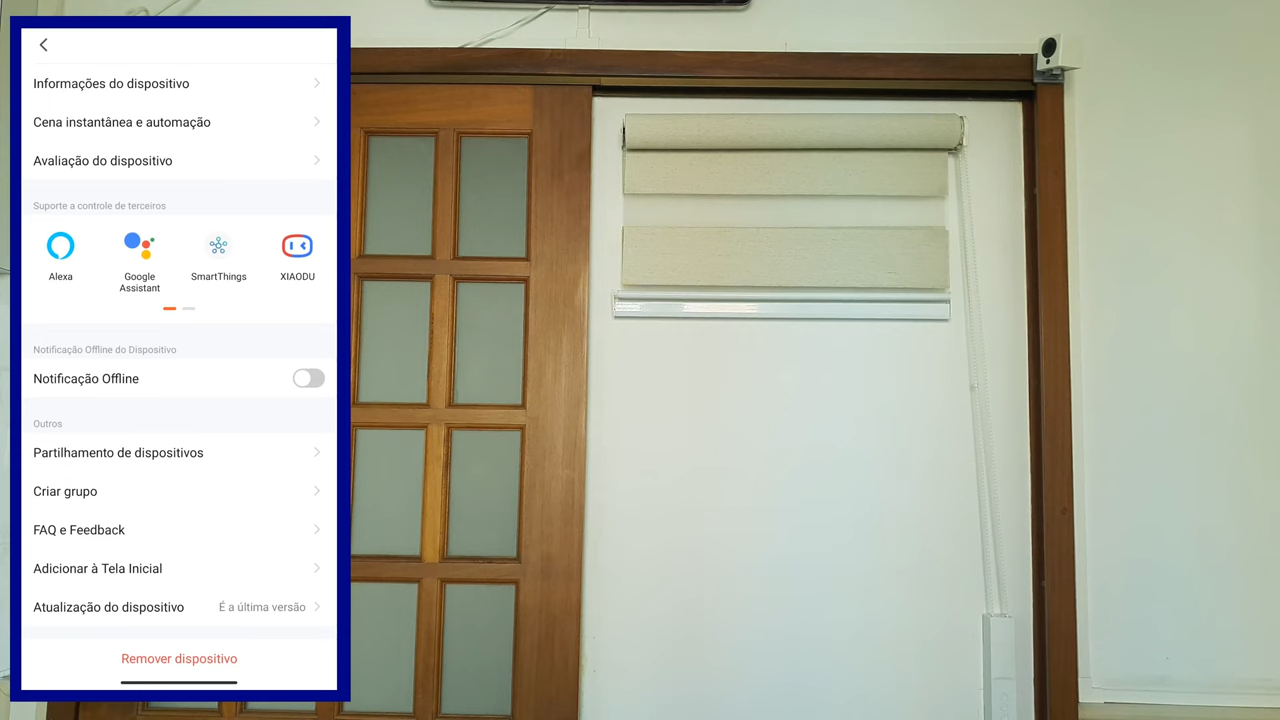 Informações do dispositivo
Cena instantânea e automação
Avaliação do dispositivo
Suporte a controle de terceiros
Alexa
Google Assistant
SmartThings
XIAODU
Notificação Offline do Dispositivo
Notificação Offline
Outros
Partilhamento de dispositivos
Criar grupo
FAQ e Feedback
Adicionar à Tela Inicial
Atualização do dispositivo É a última versão
Remover dispositivo